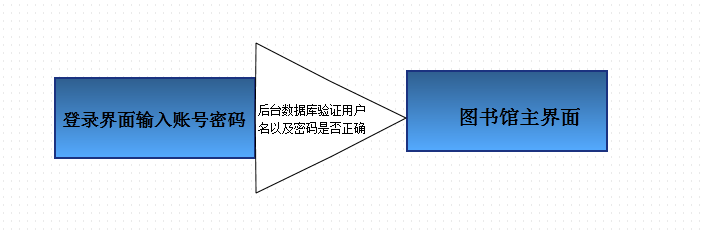 登录界面输入账号密码
后台数据库验证用户
名以及密码是否正确
图书馆主界面